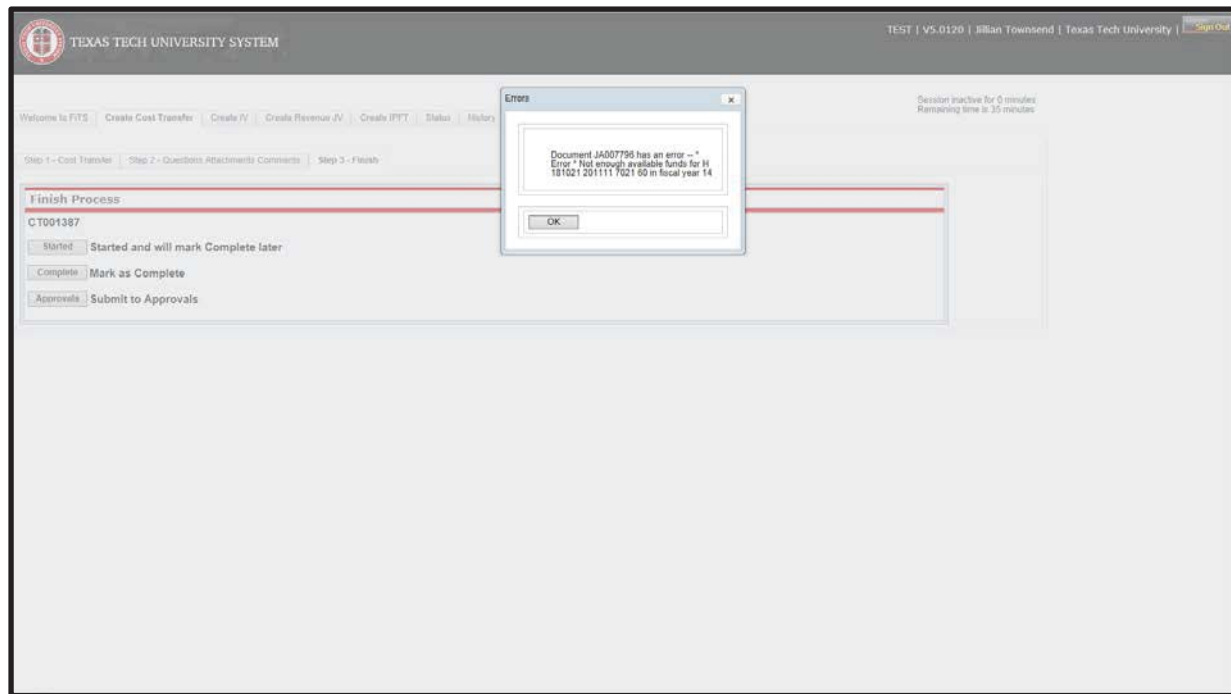 TEXAS TECH UNIVERSITY SYSTEM
TEST | V5.0120 | Jillian Townsend | Texas Tech University | Sign Out
Session inactive for 0 minutes
Remaining time is 35 minutes
Welcome to FiTS | Create Cost Transfer | Create IV | Create Revenue JV | Create IPFT | Status | History
Step 1 - Cost Transfer | Step 2 - Questions Attachments Comments | Step 3 - Finish
Errors
Document JA007796 has an error -- *
Error * Not enough available funds for H
181021 201111 7021 60 in fiscal year 14
OK
Finish Process
CT001387
Started Started and will mark Complete later
Complete Mark as Complete
Approvals Submit to Approvals